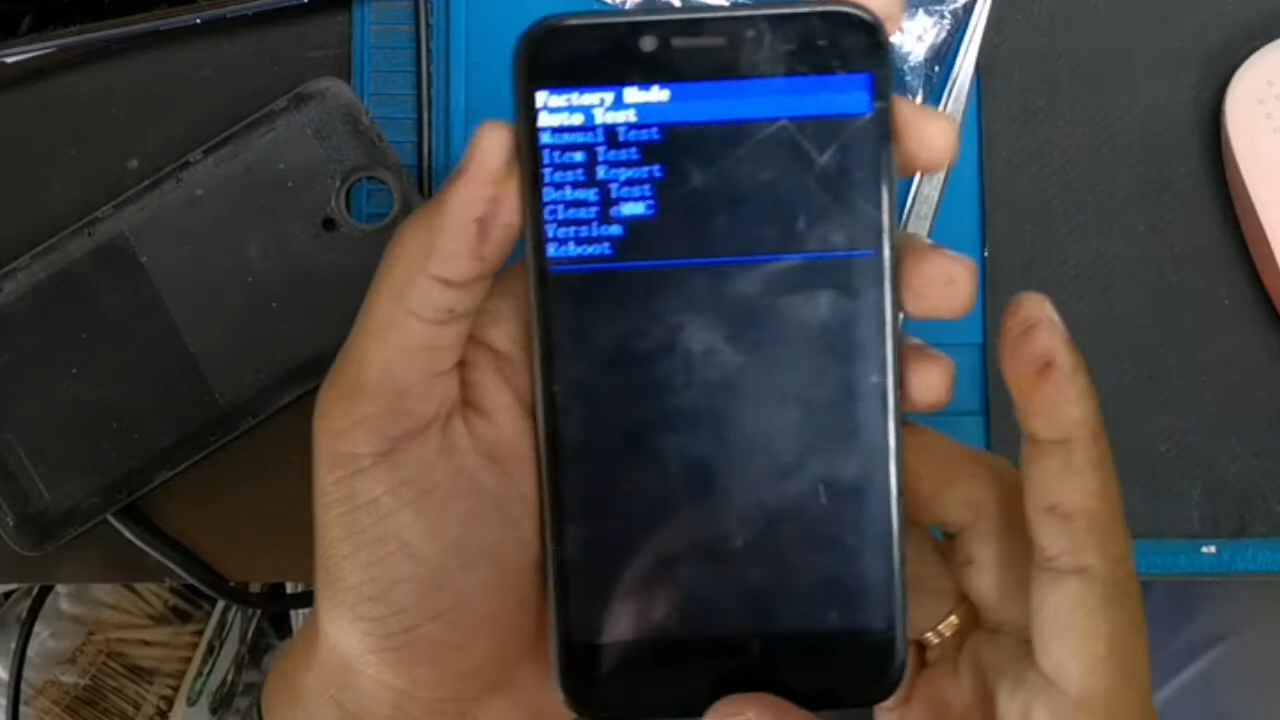 Factory Mode
Auto Test
Manual Test
Item Test
Test Report
Debug Test
Clear eMMC
Version
Reboot